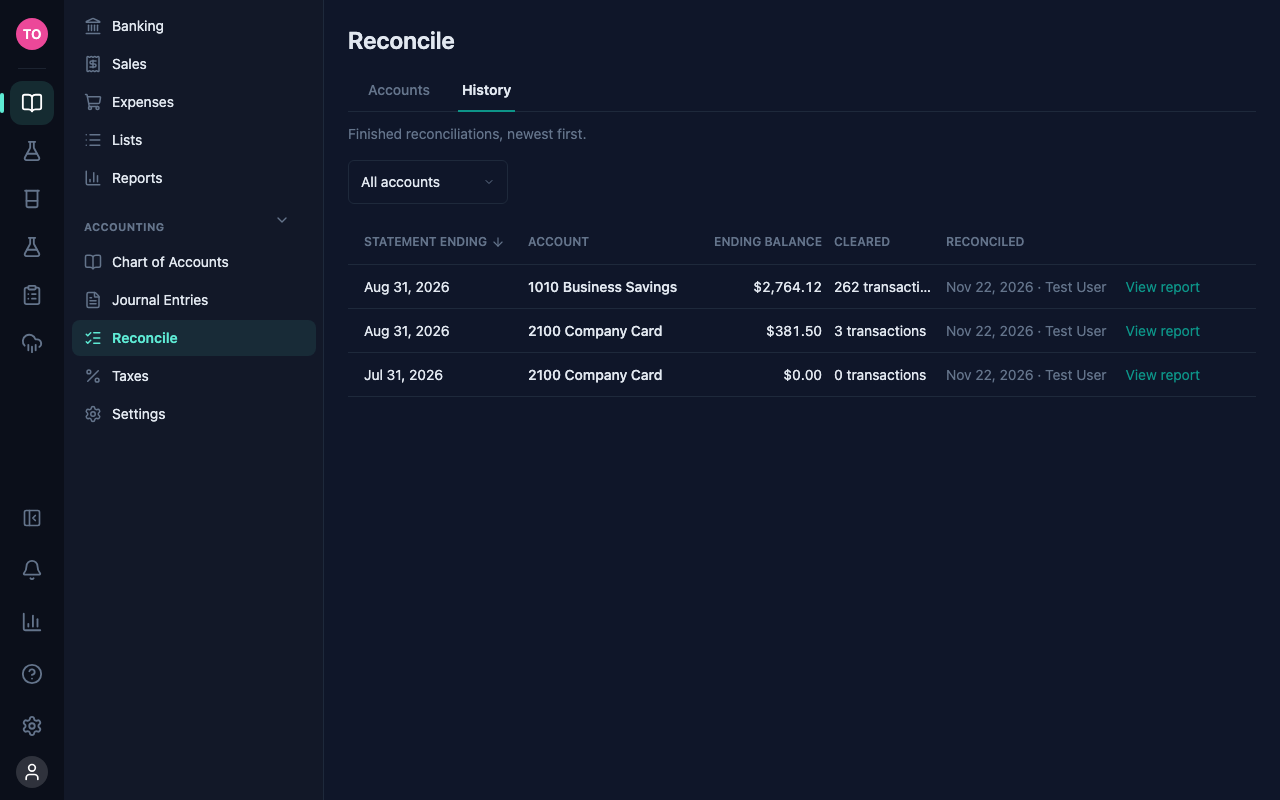 TO
Banking
Sales
Expenses
Lists
Reports
ACCOUNTING
Chart of Accounts
Journal Entries
Reconcile
Taxes
Settings
Reconcile
Accounts History
Finished reconciliations, newest first.
All accounts
STATEMENT ENDING ACCOUNT ENDING BALANCE CLEARED RECONCILED
Aug 31, 2026 1010 Business Savings $2,764.12 262 transacti... Nov 22, 2026 · Test User View report
Aug 31, 2026 2100 Company Card $381.50 3 transactions Nov 22, 2026 · Test User View report
Jul 31, 2026 2100 Company Card $0.00 0 transactions Nov 22, 2026 · Test User View report